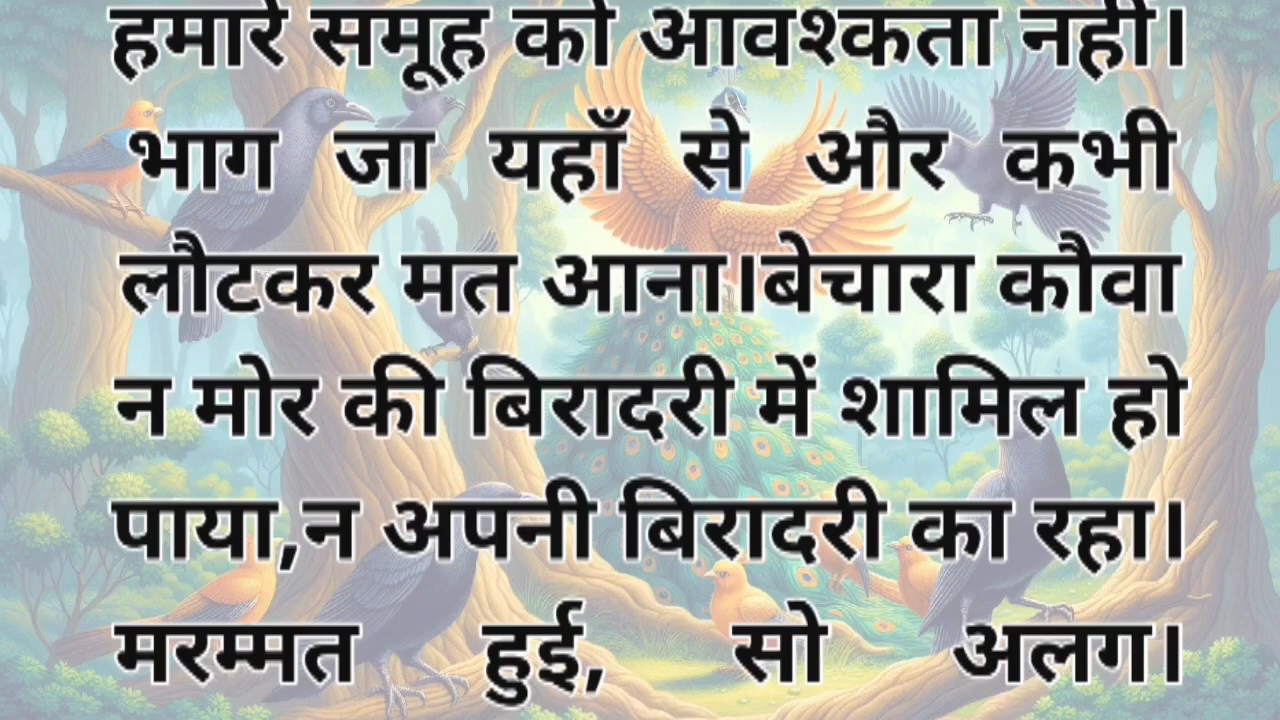 हमारे समूह को आवश्कता नहीं।
भाग जा यहाँ से और कभी
लौटकर मत आना।बेचारा कौवा
न मोर की बिरादरी में शामिल हो
पाया,न अपनी बिरादरी का रहा।
मरम्मत हुई, सो अलग।